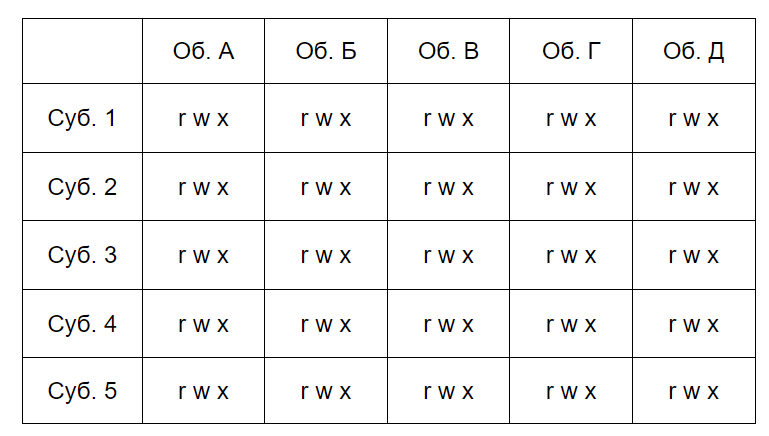 Об. А Об. Б Об. В Об. Г Об. Д
Суб. 1 r w x r w x r w x r w x r w x
Суб. 2 r w x r w x r w x r w x r w x
Суб. 3 r w x r w x r w x r w x r w x
Суб. 4 r w x r w x r w x r w x r w x
Суб. 5 r w x r w x r w x r w x r w x